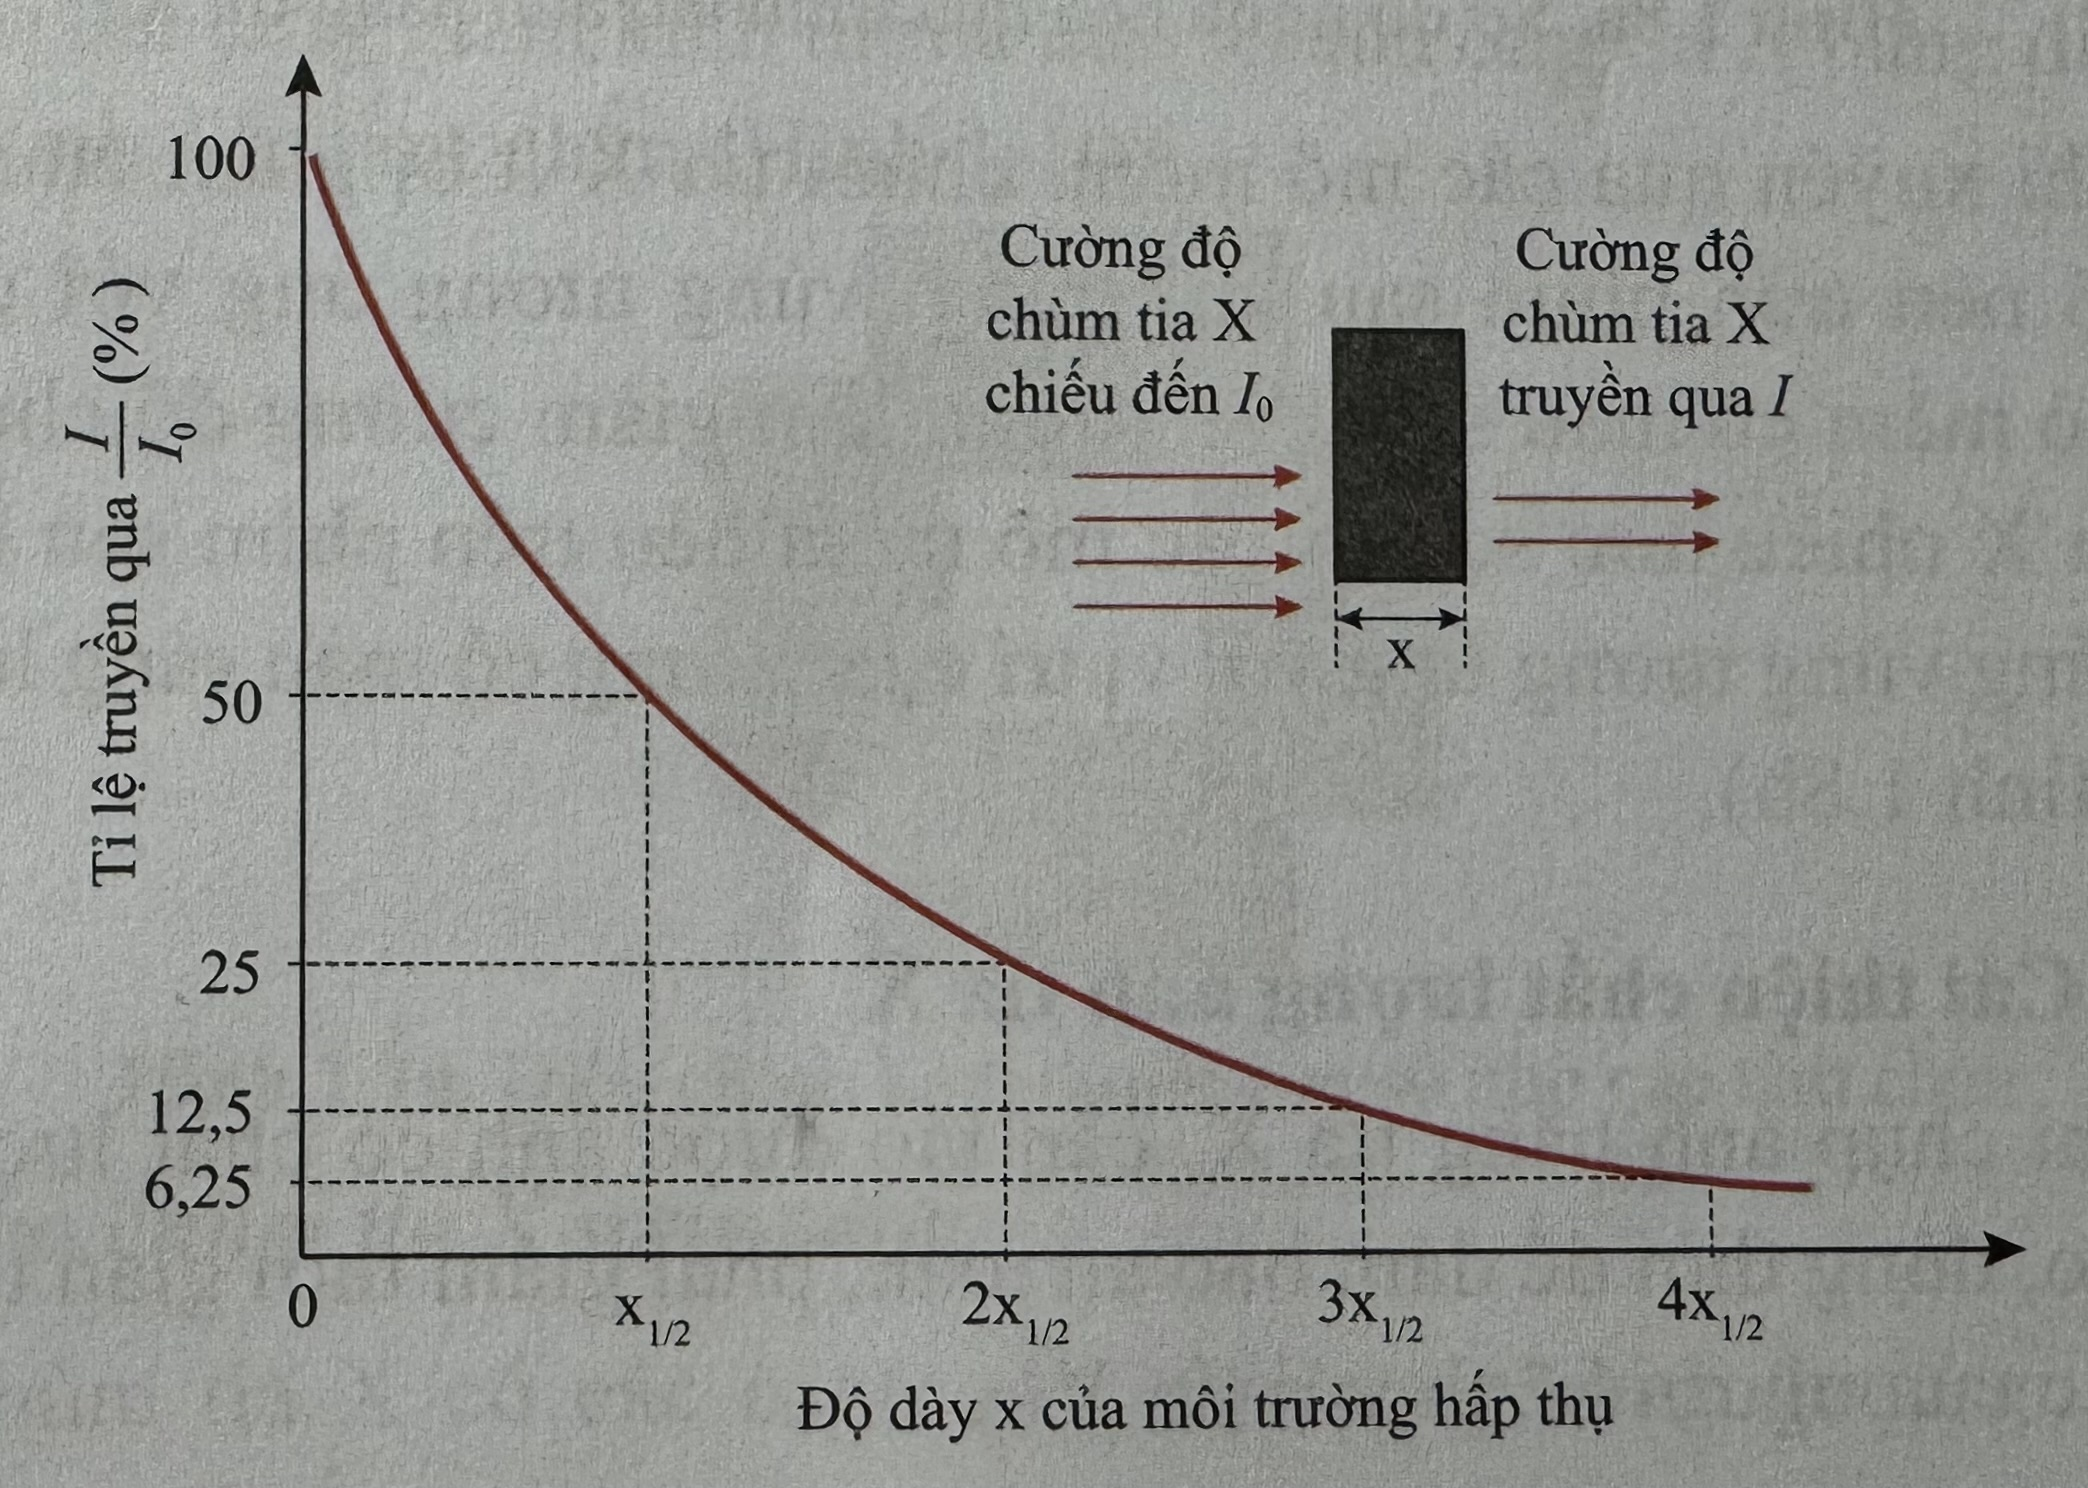 100
50
25
12,5
6,25
Tỉ lệ truyền qua I/I₀ (%)
Cường độ
chùm tia X
chiếu đến I₀
Cường độ
chùm tia X
truyền qua I
x
0
x₁/₂
2x₁/₂
3x₁/₂
4x₁/₂
Độ dày x của môi trường hấp thụ